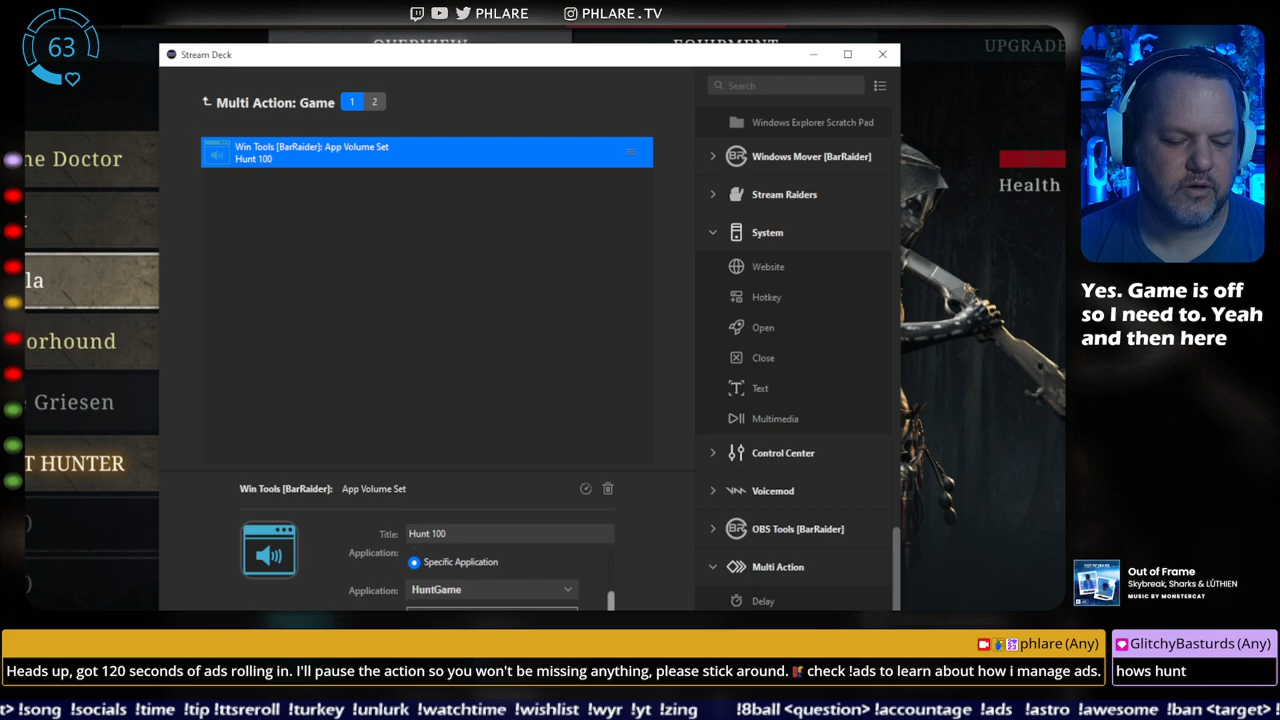 PHLARE
PHLARE.TV
63
OVERVIEW
EQUIPMENT
UPGRADE
Stream Deck
Multi Action: Game
1
2
Search
Win Tools [BarRaider]: App Volume Set
Hunt 100
Windows Explorer Scratch Pad
Windows Mover [BarRaider]
Stream Raiders
System
Website
Hotkey
Open
Close
Text
Multimedia
Control Center
Voicemod
OBS Tools [BarRaider]
Multi Action
Delay
ne Doctor
la
orhound
Griesen
T HUNTER
Health
Win Tools [BarRaider]: App Volume Set
Title: Hunt 100
Application:
Specific Application
Application: HuntGame
Yes. Game is off
so I need to. Yeah
and then here
Out of Frame
Skybreak, Sharks & LÜTHIEN
MUSIC BY MONSTERCAT
phlare (Any)
Heads up, got 120 seconds of ads rolling in. I'll pause the action so you won't be missing anything, please stick around. check !ads to learn about how i manage ads.
GlitchyBasturds (Any)
hows hunt
t> !song !socials !time !tip !ttsreroll !turkey !unlurk !watchtime !wishlist !wyr !yt !zing !8ball <question> !accountage !ads !astro !awesome !ban <target>